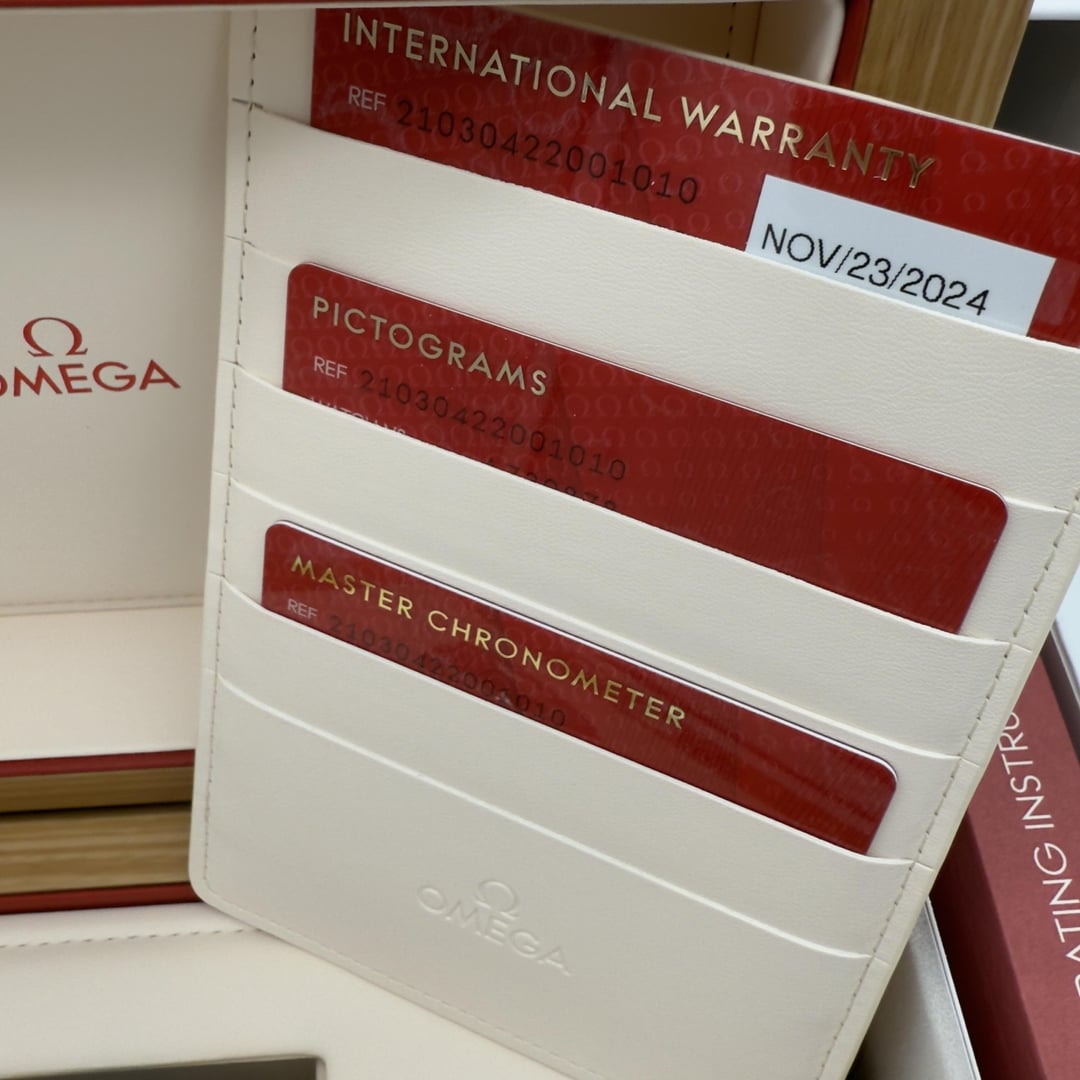 INTERNATIONAL WARRANTY
REF 21030422001010
NOV/23/2024
PICTOGRAMS
REF 21030422001010
MASTER CHRONOMETER
REF 21030422001010
Ω
OMEGA
Ω
OMEGA